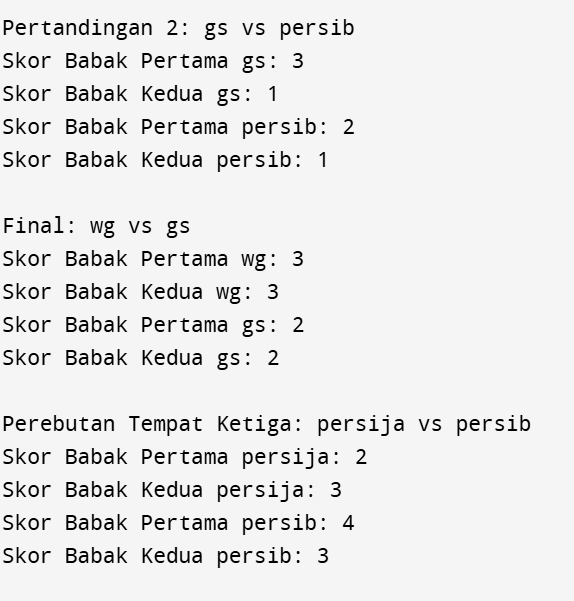 Pertandingan 2: gs vs persib
Skor Babak Pertama gs: 3
Skor Babak Kedua gs: 1
Skor Babak Pertama persib: 2
Skor Babak Kedua persib: 1

Final: wg vs gs
Skor Babak Pertama wg: 3
Skor Babak Kedua wg: 3
Skor Babak Pertama gs: 2
Skor Babak Kedua gs: 2

Perebutan Tempat Ketiga: persija vs persib
Skor Babak Pertama persija: 2
Skor Babak Kedua persija: 3
Skor Babak Pertama persib: 4
Skor Babak Kedua persib: 3